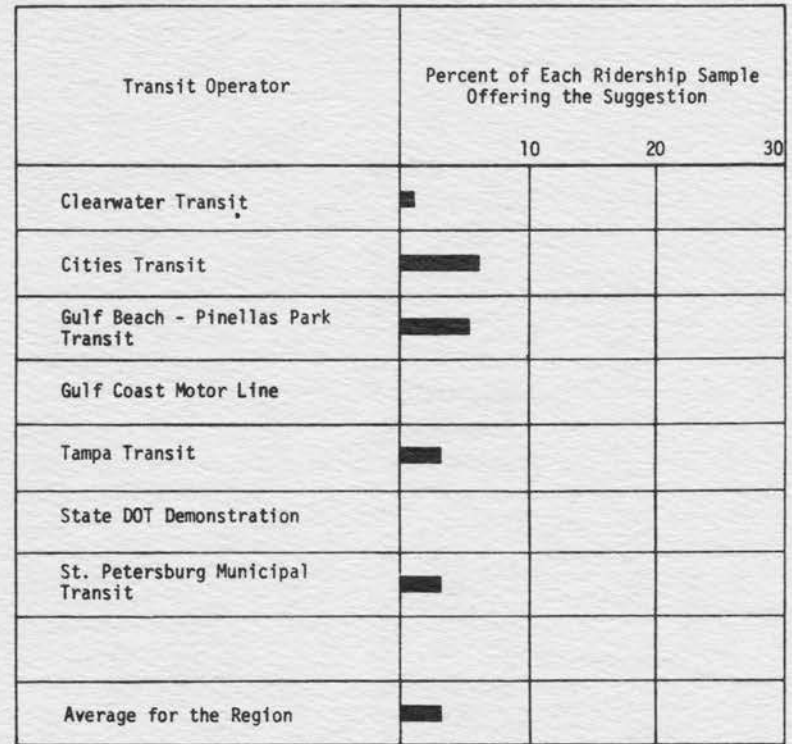 Transit Operator
Percent of Each Ridership Sample
Offering the Suggestion
10 20 30
Clearwater Transit
Cities Transit
Gulf Beach - Pinellas Park
Transit
Gulf Coast Motor Line
Tampa Transit
State DOT Demonstration
St. Petersburg Municipal
Transit
Average for the Region